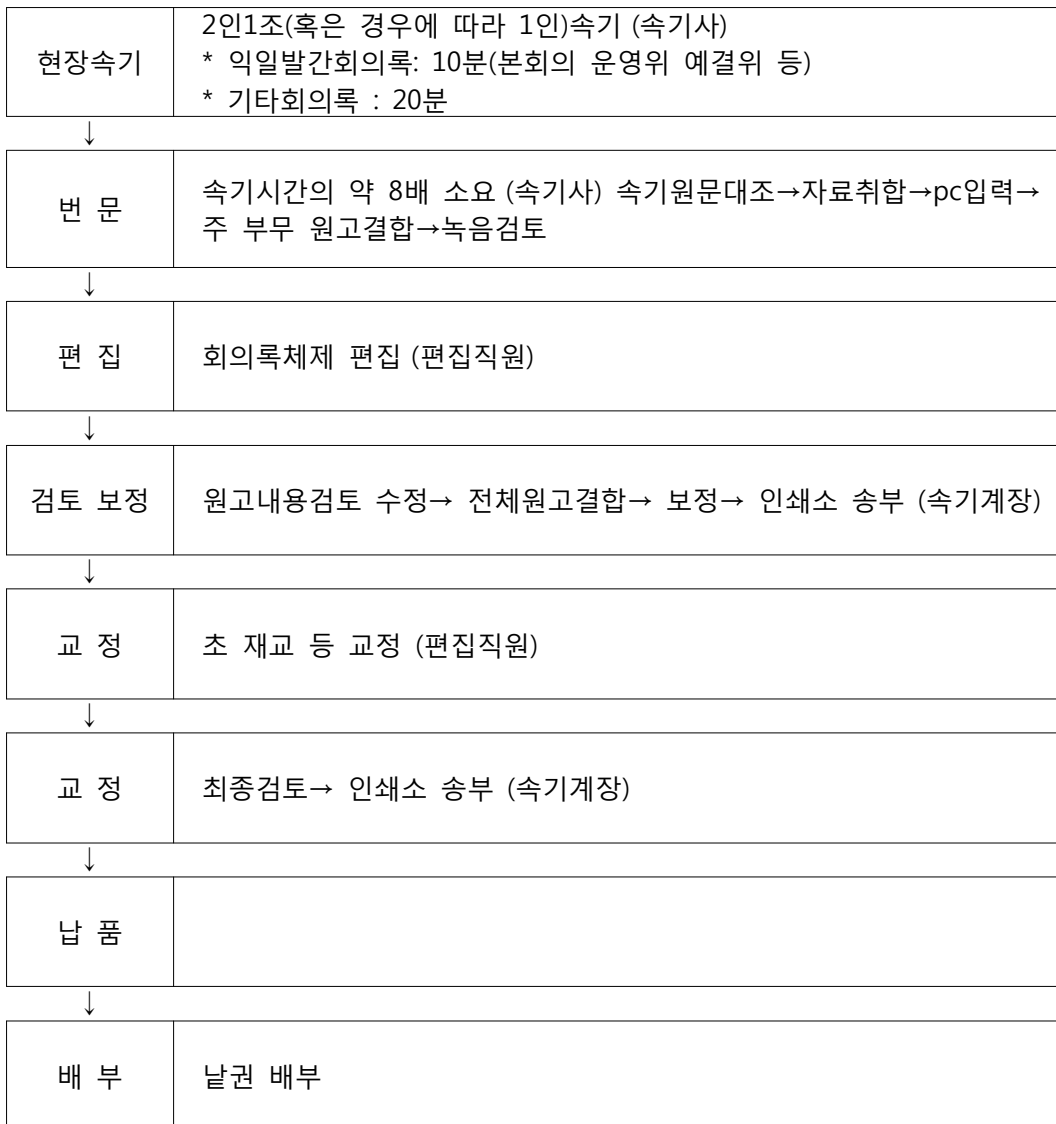 현장속기
2인1조(혹은 경우에 따라 1인)속기 (속기사)
* 익일발간회의록: 10분(본회의 운영위 예결위 등)
* 기타회의록 : 20분
↓
번 문
속기시간의 약 8배 소요 (속기사) 속기원문대조→자료취합→pc입력→
주 부무 원고결합→녹음검토
↓
편 집
회의록체제 편집 (편집직원)
↓
검토 보정
원고내용검토 수정→ 전체원고결합→ 보정→ 인쇄소 송부 (속기계장)
↓
교 정
초 재교 등 교정 (편집직원)
↓
교 정
최종검토→ 인쇄소 송부 (속기계장)
↓
납 품
↓
배 부
낱권 배부